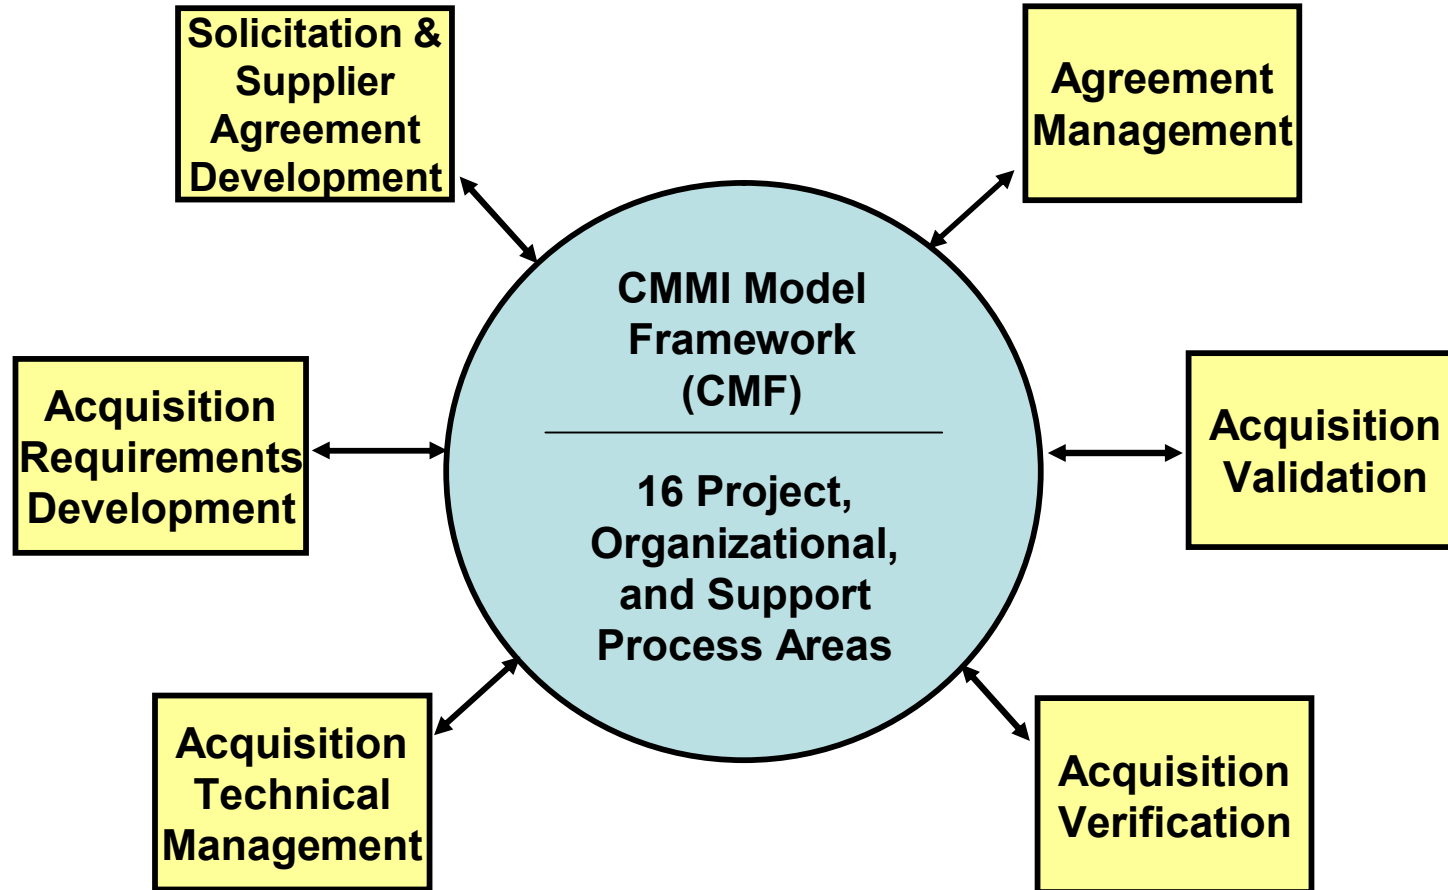 Solicitation &
Supplier
Agreement
Development
Agreement
Management
CMMI Model
Framework
(CMF)
16 Project,
Organizational,
and Support
Process Areas
Acquisition
Requirements
Development
Acquisition
Validation
Acquisition
Technical
Management
Acquisition
Verification